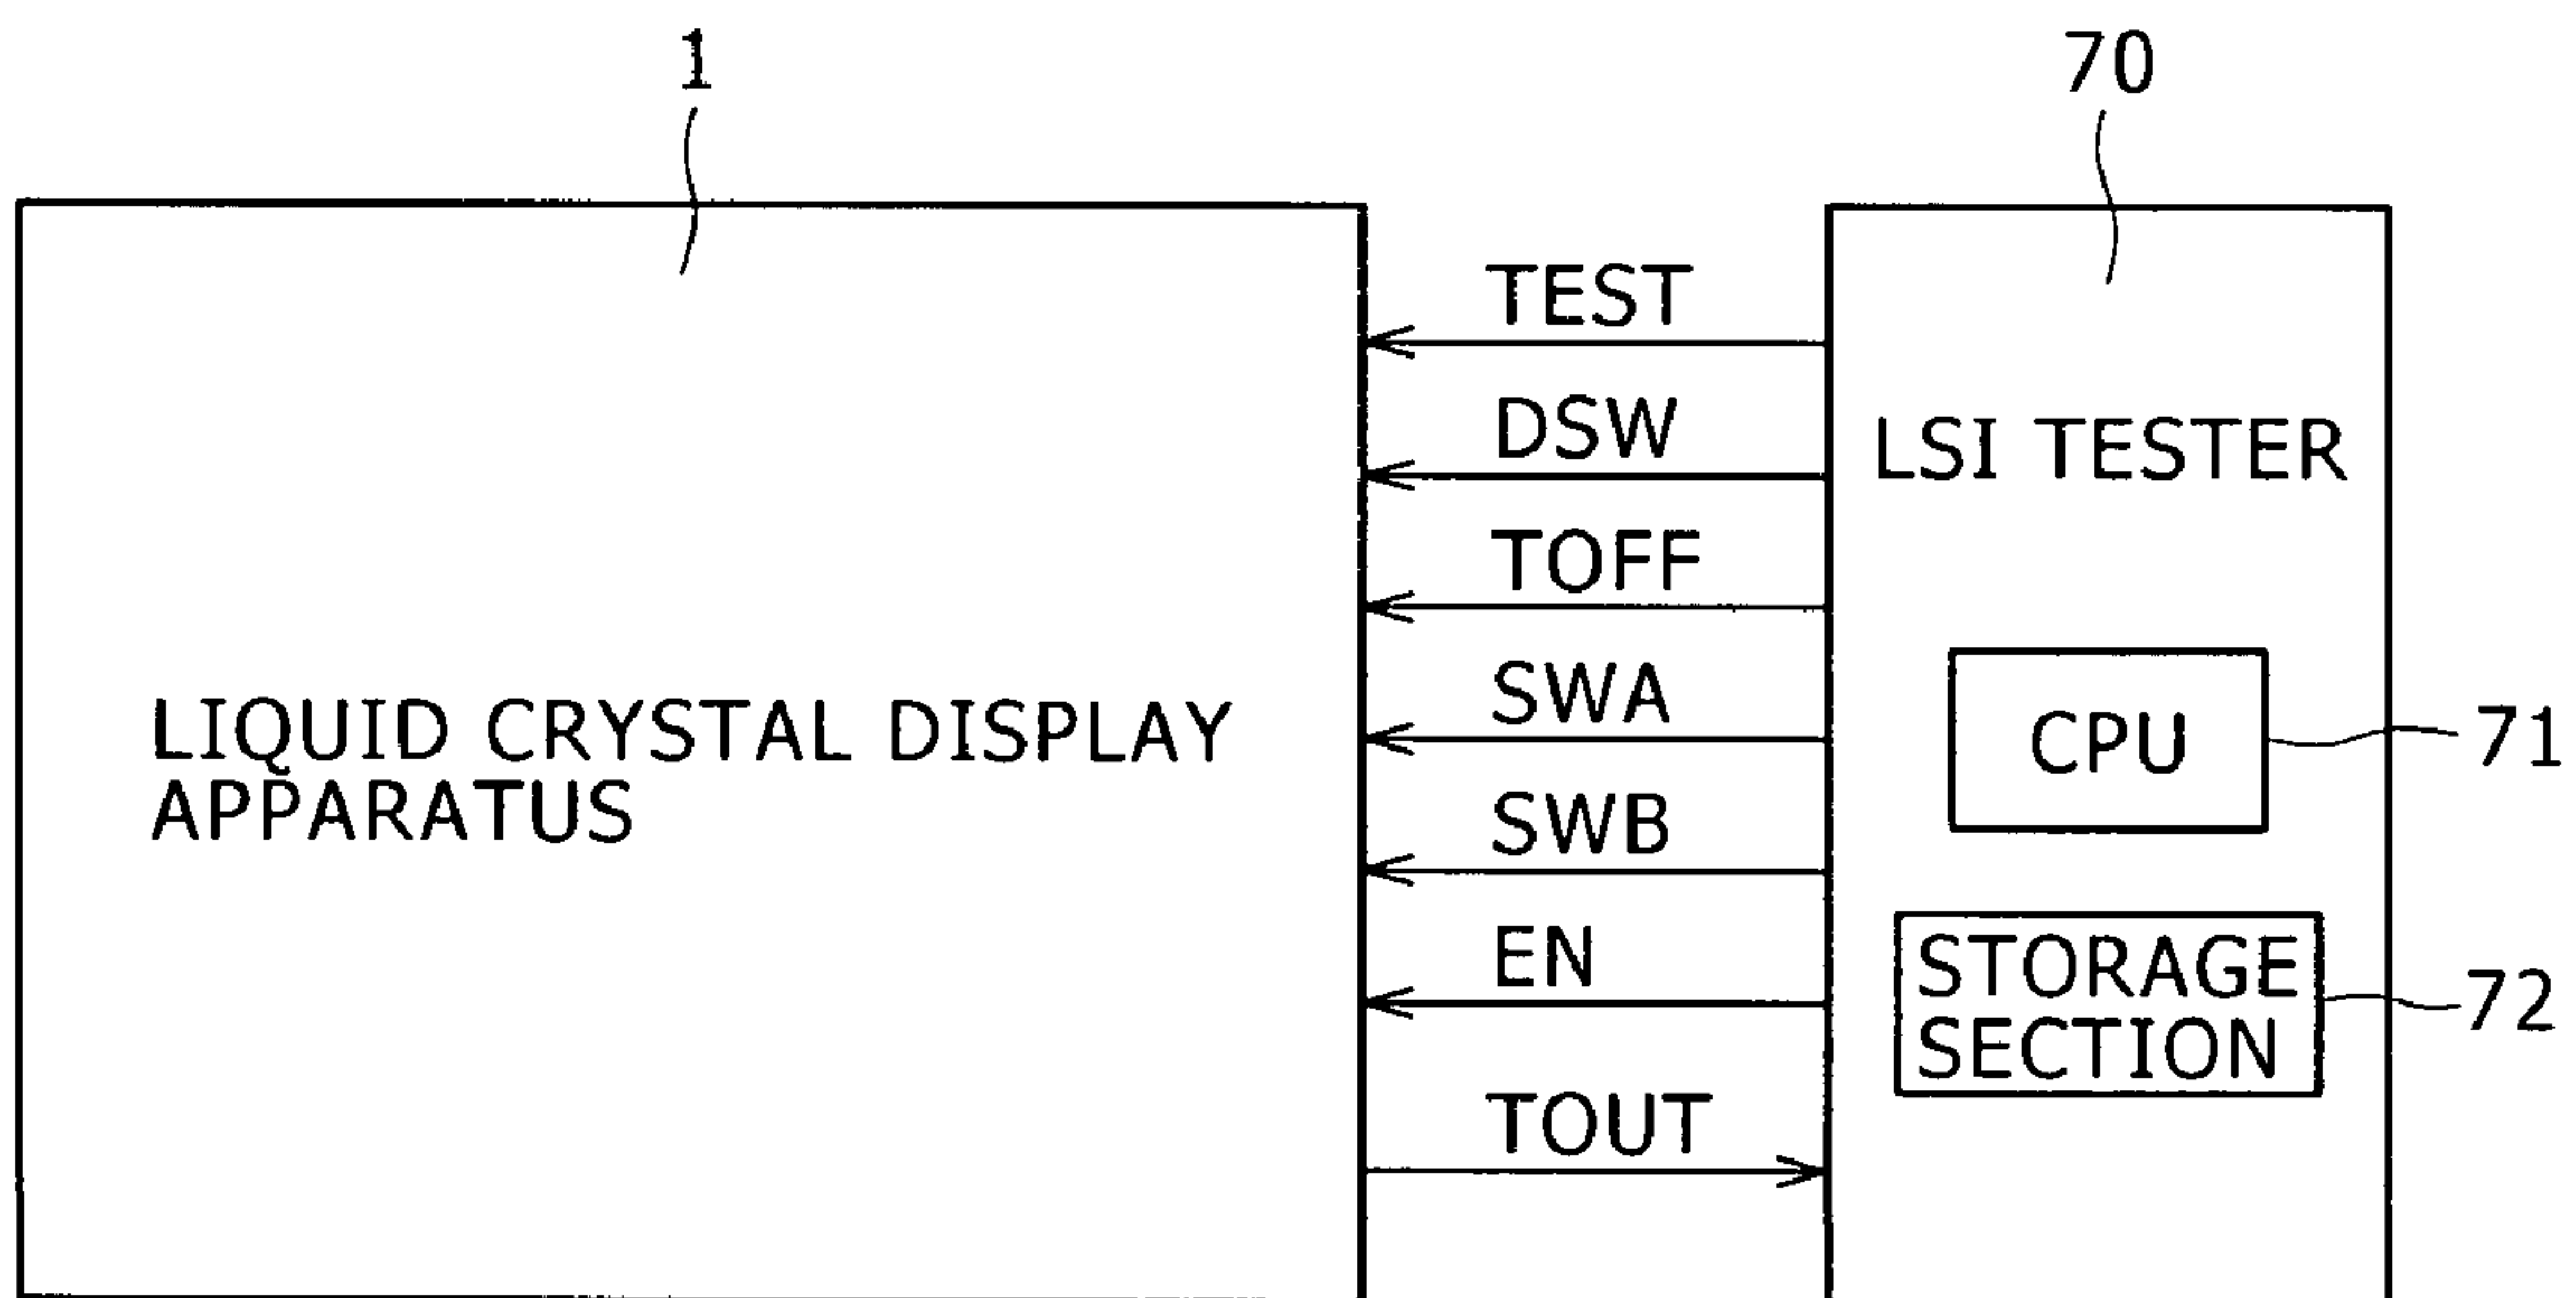 1
70
TEST
DSW
LSI TESTER
TOFF
SWA
LIQUID CRYSTAL DISPLAY
APPARATUS
CPU
71
SWB
EN
STORAGE
SECTION
72
TOUT